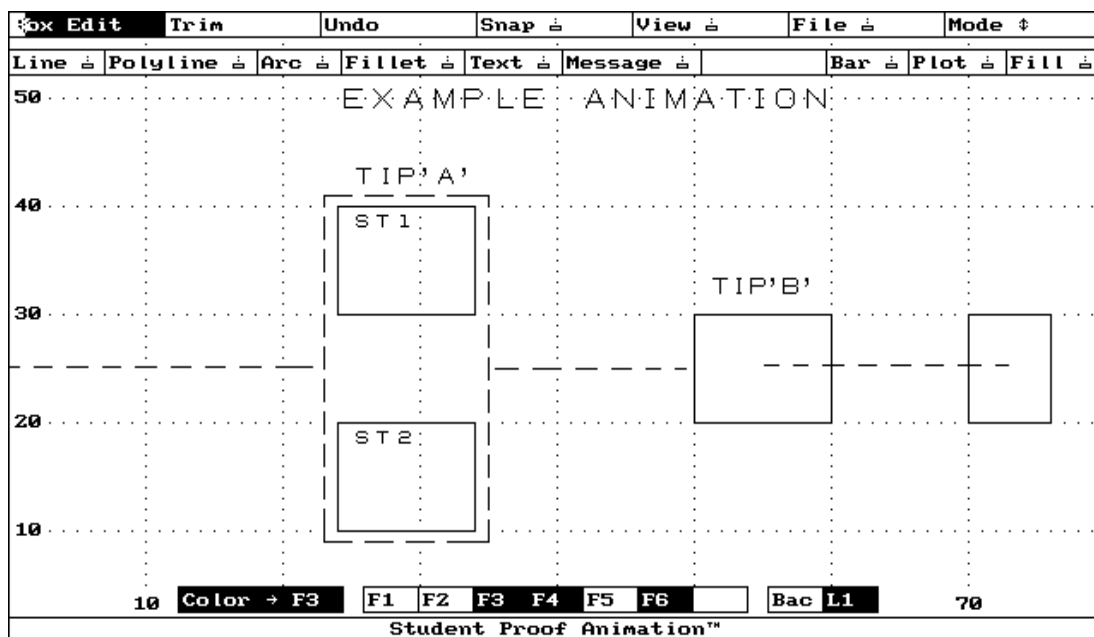 Box Edit Trim Undo Snap View File Mode
Line Polyline Arc Fillet Text Message Bar Plot Fill
50 EXAMPLE ANIMATION
TIP'A'
40
ST1
TIP'B'
30
20
ST2
10
10 Color → F3 F1 F2 F3 F4 F5 F6 Bac L1 70
Student Proof Animation™